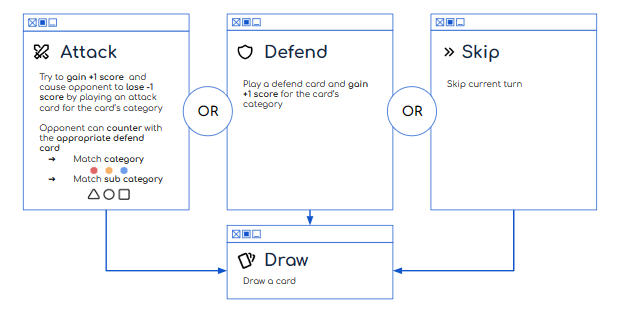 Attack
Try to gain +1 score and
cause opponent to lose -1
score by playing an attack
card for the card's category
Opponent can counter with
the appropriate defend
card
➔ Match category
➔ Match sub category
OR
Defend
Play a defend card and gain
+1 score for the card's
category
OR
Skip
Skip current turn
Draw
Draw a card